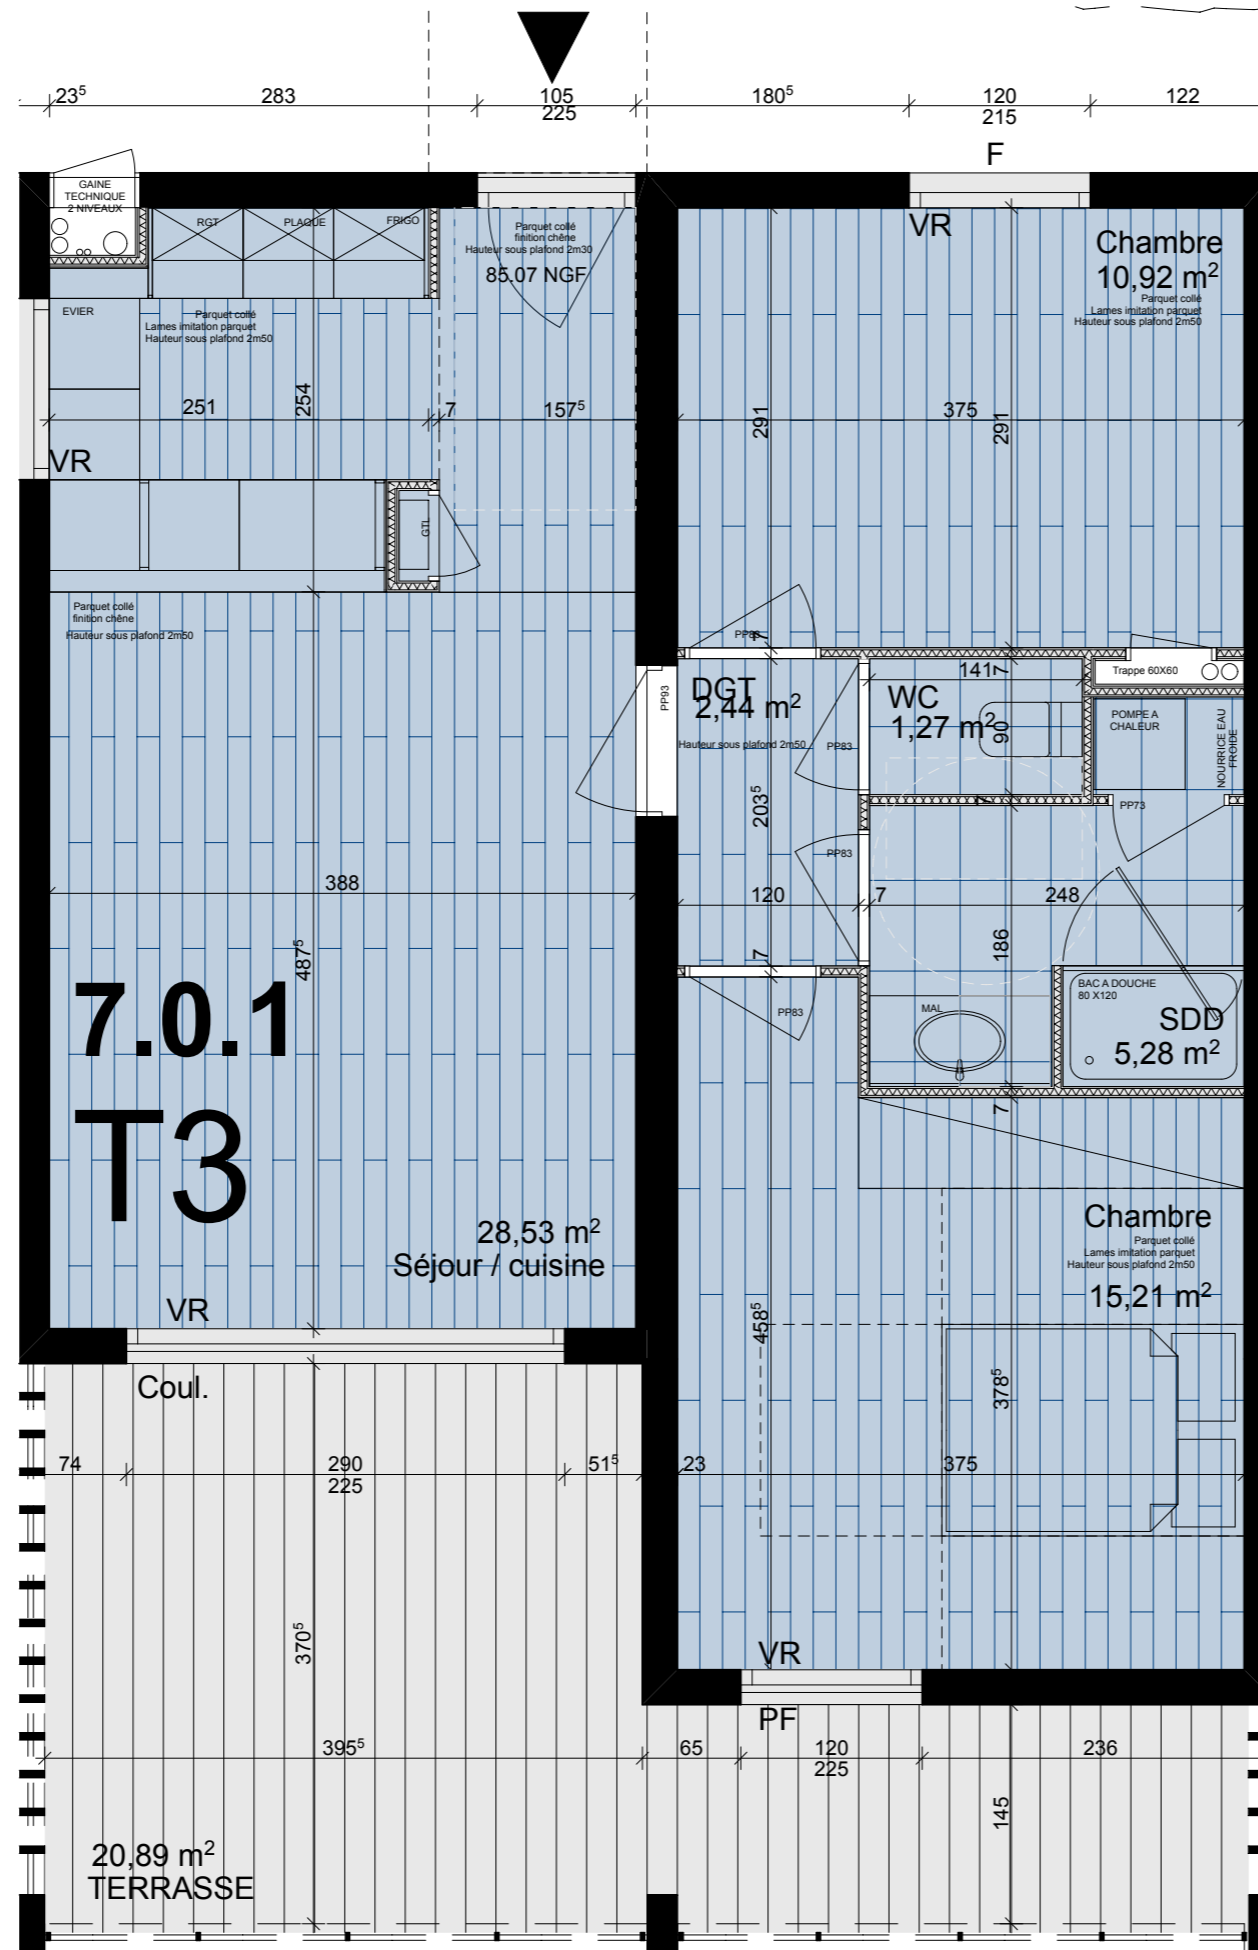 23⁵ 283 105 180⁵ 120 122
225 215
F
GAINE
TECHNIQUE
2 NIVEAUX
RGT PLAQUE FRIGO
Parquet collé
finition chêne
Hauteur sous plafond 2m30
85.07 NGF
VR
Chambre
10,92 m²
Parquet collé
Lames imitation parquet
Hauteur sous plafond 2m50
EVIER
Parquet collé
Lames imitation parquet
Hauteur sous plafond 2m50
251 254 7 157⁵ 291 375 291
VR
GTL
Parquet collé
finition chêne
Hauteur sous plafond 2m50
PP83 7
PP93
DGT
2,44 m²
Hauteur sous plafond 2m50
141 7
WC
1,27 m²
90
PP83
Trappe 60X60
POMPE A
CHALEUR
NOURRICE EAU
FROIDE
203⁵ 7 PP73
PP83
388 120 7 248
487⁵ 7 186
BAC A DOUCHE
80 X120
PP83 MAL
SDD
5,28 m²
7.0.1
T3
7
28,53 m²
Séjour / cuisine
Chambre
Parquet collé
Lames imitation parquet
Hauteur sous plafond 2m50
15,21 m²
VR
458⁵
Coul.
378⁵
74 290 51⁵ 23 375
225
370⁵
VR
PF
395⁵ 65 120 236
225
145
20,89 m²
TERRASSE